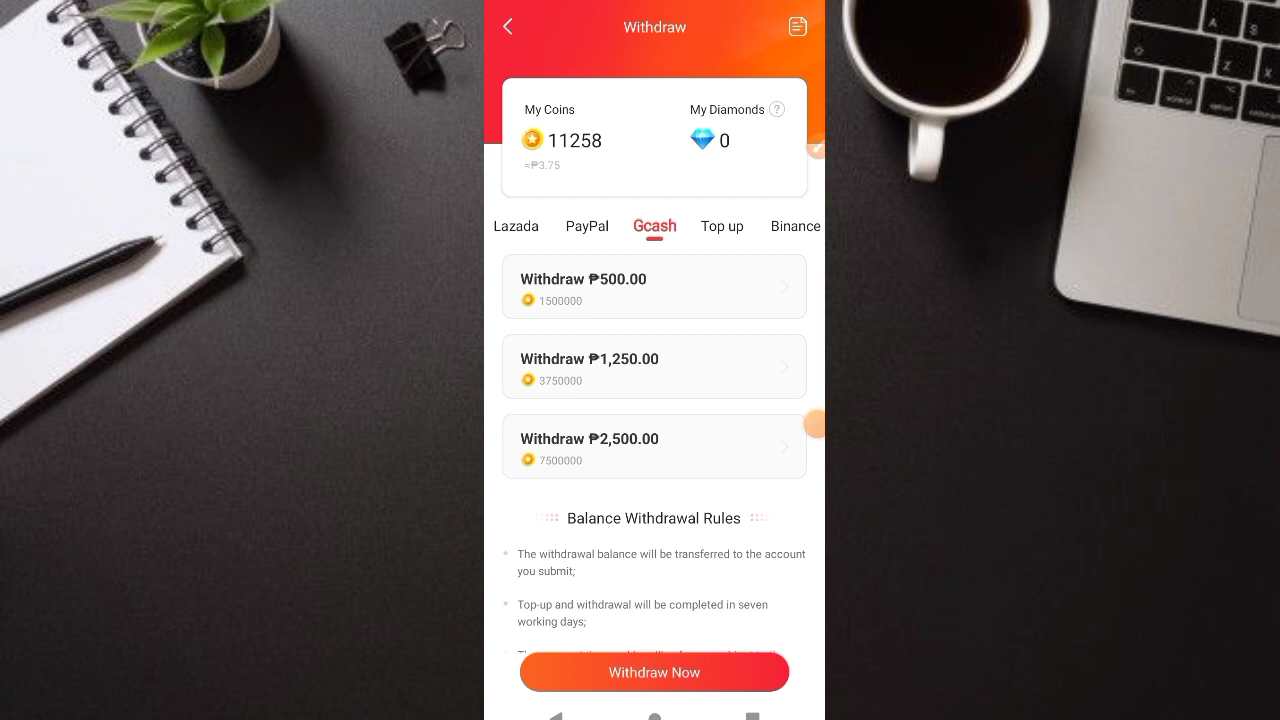 Withdraw
My Coins
My Diamonds ?
11258
0
≈₱3.75
Lazada
PayPal
Gcash
Top up
Binance
Withdraw ₱500.00
1500000
Withdraw ₱1,250.00
3750000
Withdraw ₱2,500.00
7500000
Balance Withdrawal Rules
* The withdrawal balance will be transferred to the account
you submit;
* Top-up and withdrawal will be completed in seven
working days;
Withdraw Now
A
S
Z
X